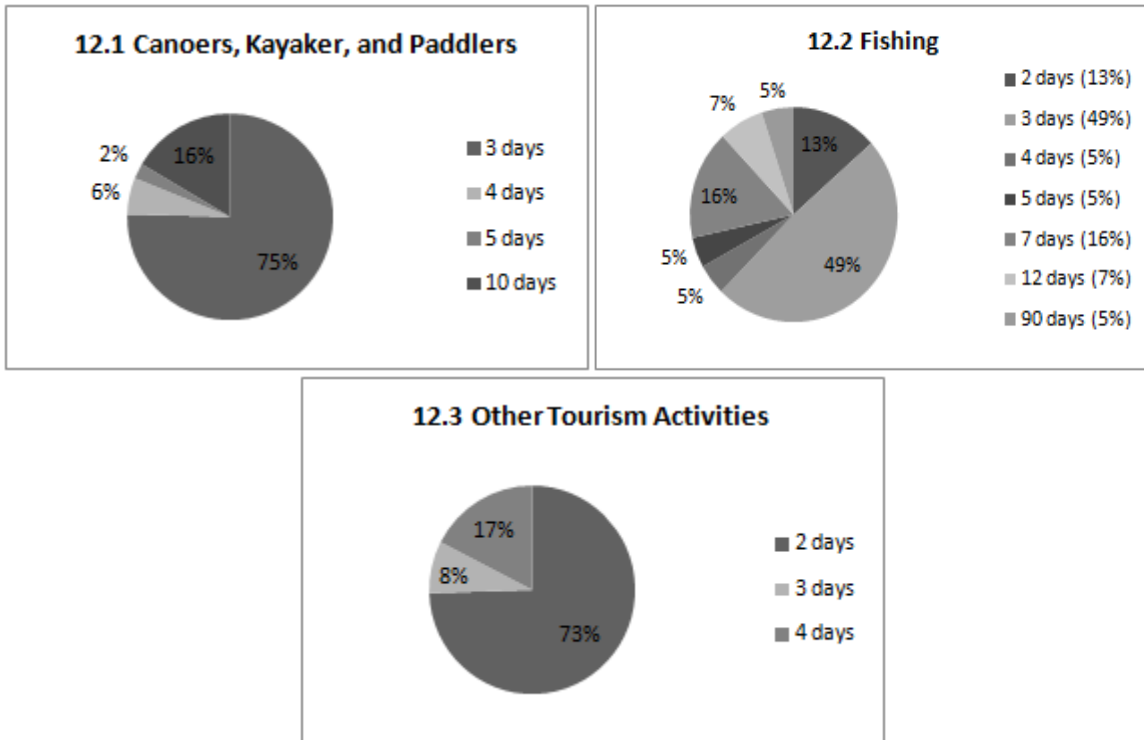 12.1 Canoers, Kayaker, and Paddlers
2%
16%
6%
75%
3 days
4 days
5 days
10 days
12.2 Fishing
5%
7%
13%
16%
5%
49%
5%
2 days (13%)
3 days (49%)
4 days (5%)
5 days (5%)
7 days (16%)
12 days (7%)
90 days (5%)
12.3 Other Tourism Activities
17%
8%
73%
2 days
3 days
4 days